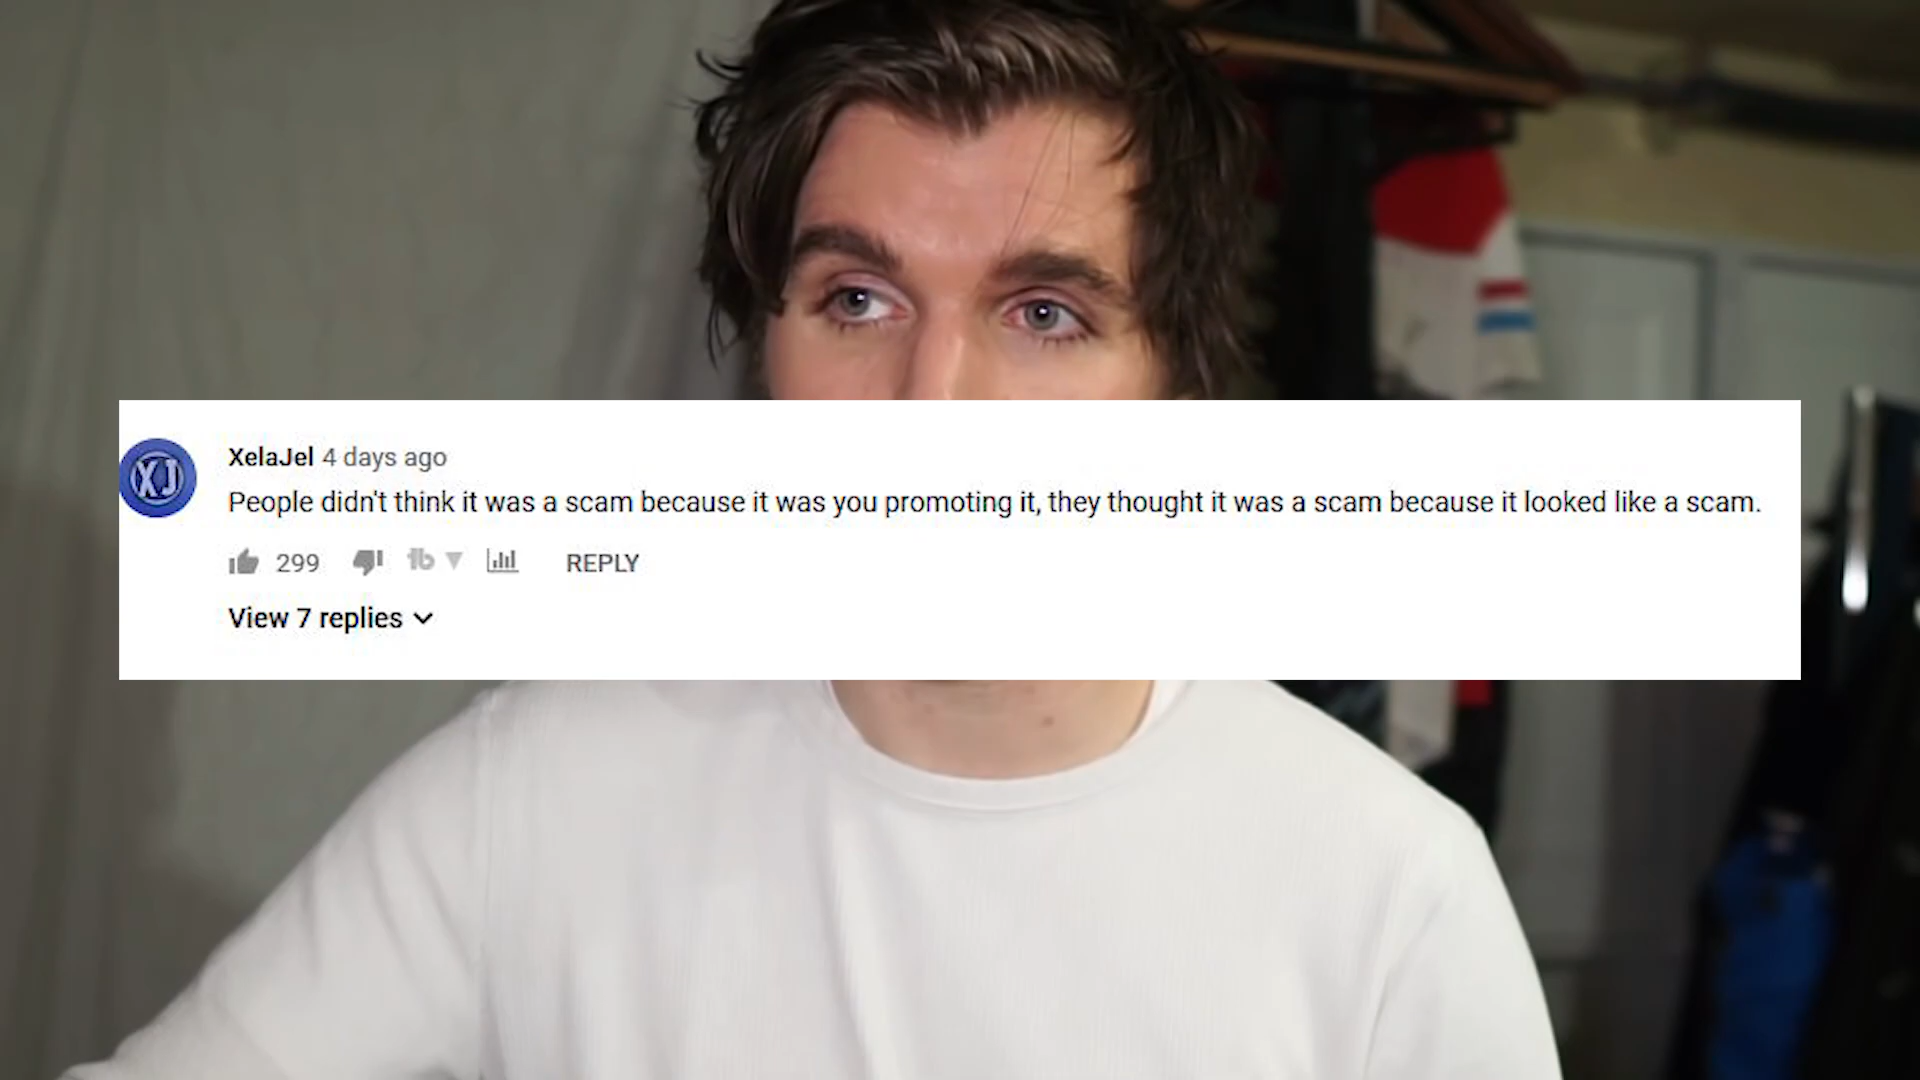 XJ
XelaJel 4 days ago
People didn't think it was a scam because it was you promoting it, they thought it was a scam because it looked like a scam.
299 tb REPLY
View 7 replies